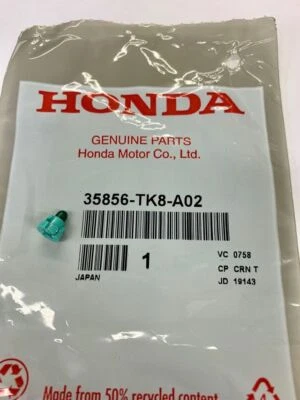 HONDA
GENUINE PARTS
Honda Motor Co., Ltd.
35856-TK8-A02
1
VC 0758
CP CRN T
JD 19143
JAPAN
Made from 50% recycled content
4